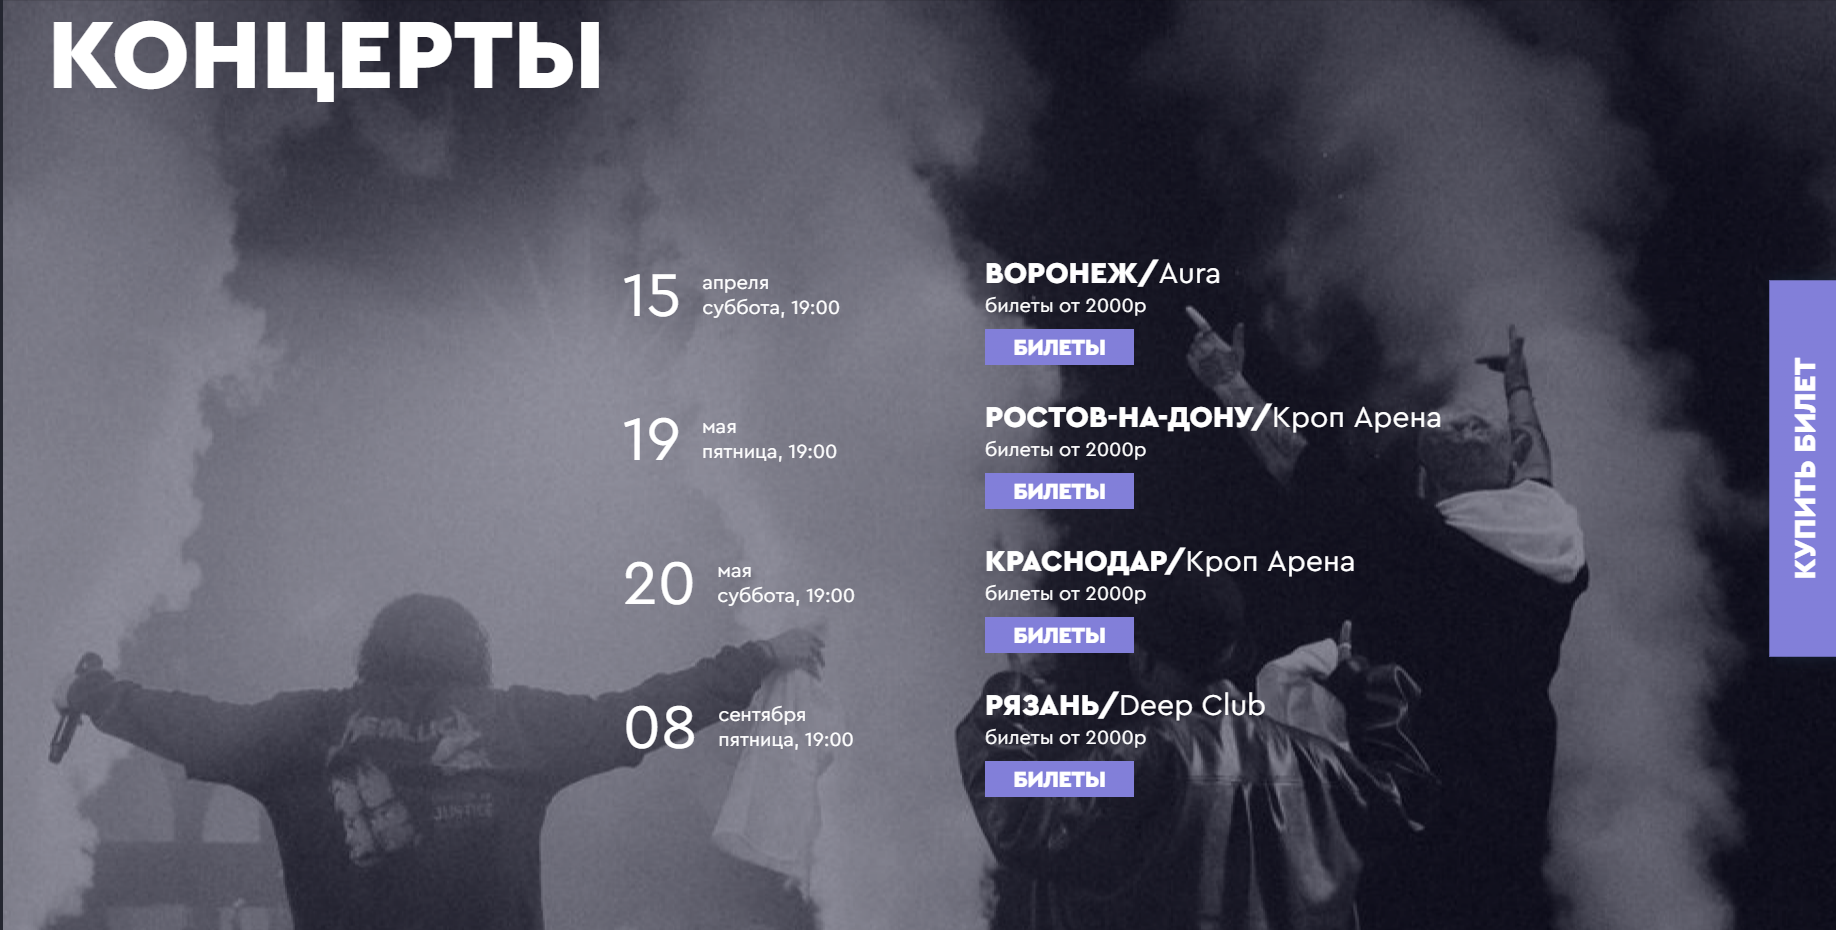 КОНЦЕРТЫ
15
апреля
суббота, 19:00
ВОРОНЕЖ/Aura
билеты от 2000р
БИЛЕТЫ
19
мая
пятница, 19:00
РОСТОВ-НА-ДОНУ/Кроп Арена
билеты от 2000р
БИЛЕТЫ
20
мая
суббота, 19:00
КРАСНОДАР/Кроп Арена
билеты от 2000р
БИЛЕТЫ
08
сентября
пятница, 19:00
РЯЗАНЬ/Deep Club
билеты от 2000р
БИЛЕТЫ
КУПИТЬ БИЛЕТ
JUSTICE